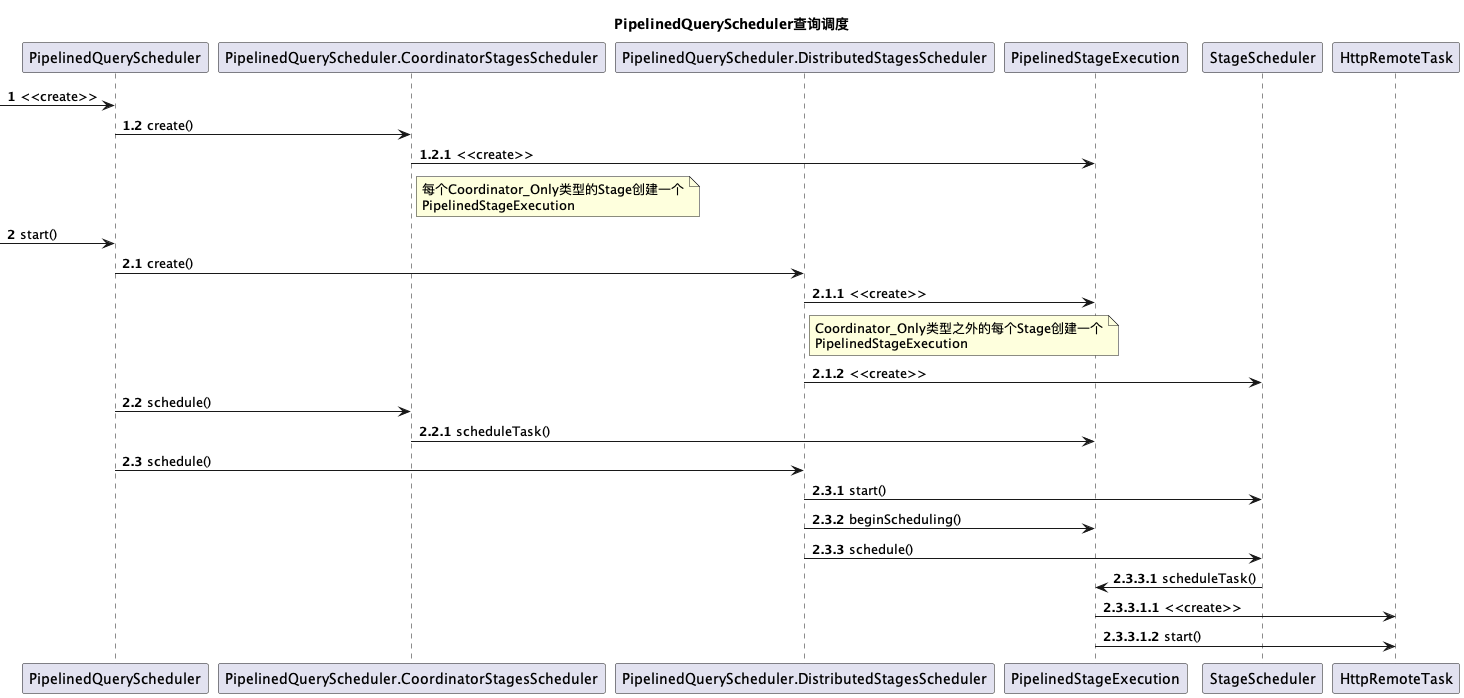 PipelinedQueryScheduler查询调度
PipelinedQueryScheduler
PipelinedQueryScheduler.CoordinatorStagesScheduler
PipelinedQueryScheduler.DistributedStagesScheduler
PipelinedStageExecution
StageScheduler
HttpRemoteTask
1 <<create>>
1.2 create()
1.2.1 <<create>>
每个Coordinator_Only类型的Stage创建一个
PipelinedStageExecution
2 start()
2.1 create()
2.1.1 <<create>>
Coordinator_Only类型之外的每个Stage创建一个
PipelinedStageExecution
2.1.2 <<create>>
2.2 schedule()
2.2.1 scheduleTask()
2.3 schedule()
2.3.1 start()
2.3.2 beginScheduling()
2.3.3 schedule()
2.3.3.1 scheduleTask()
2.3.3.1.1 <<create>>
2.3.3.1.2 start()
PipelinedQueryScheduler
PipelinedQueryScheduler.CoordinatorStagesScheduler
PipelinedQueryScheduler.DistributedStagesScheduler
PipelinedStageExecution
StageScheduler
HttpRemoteTask